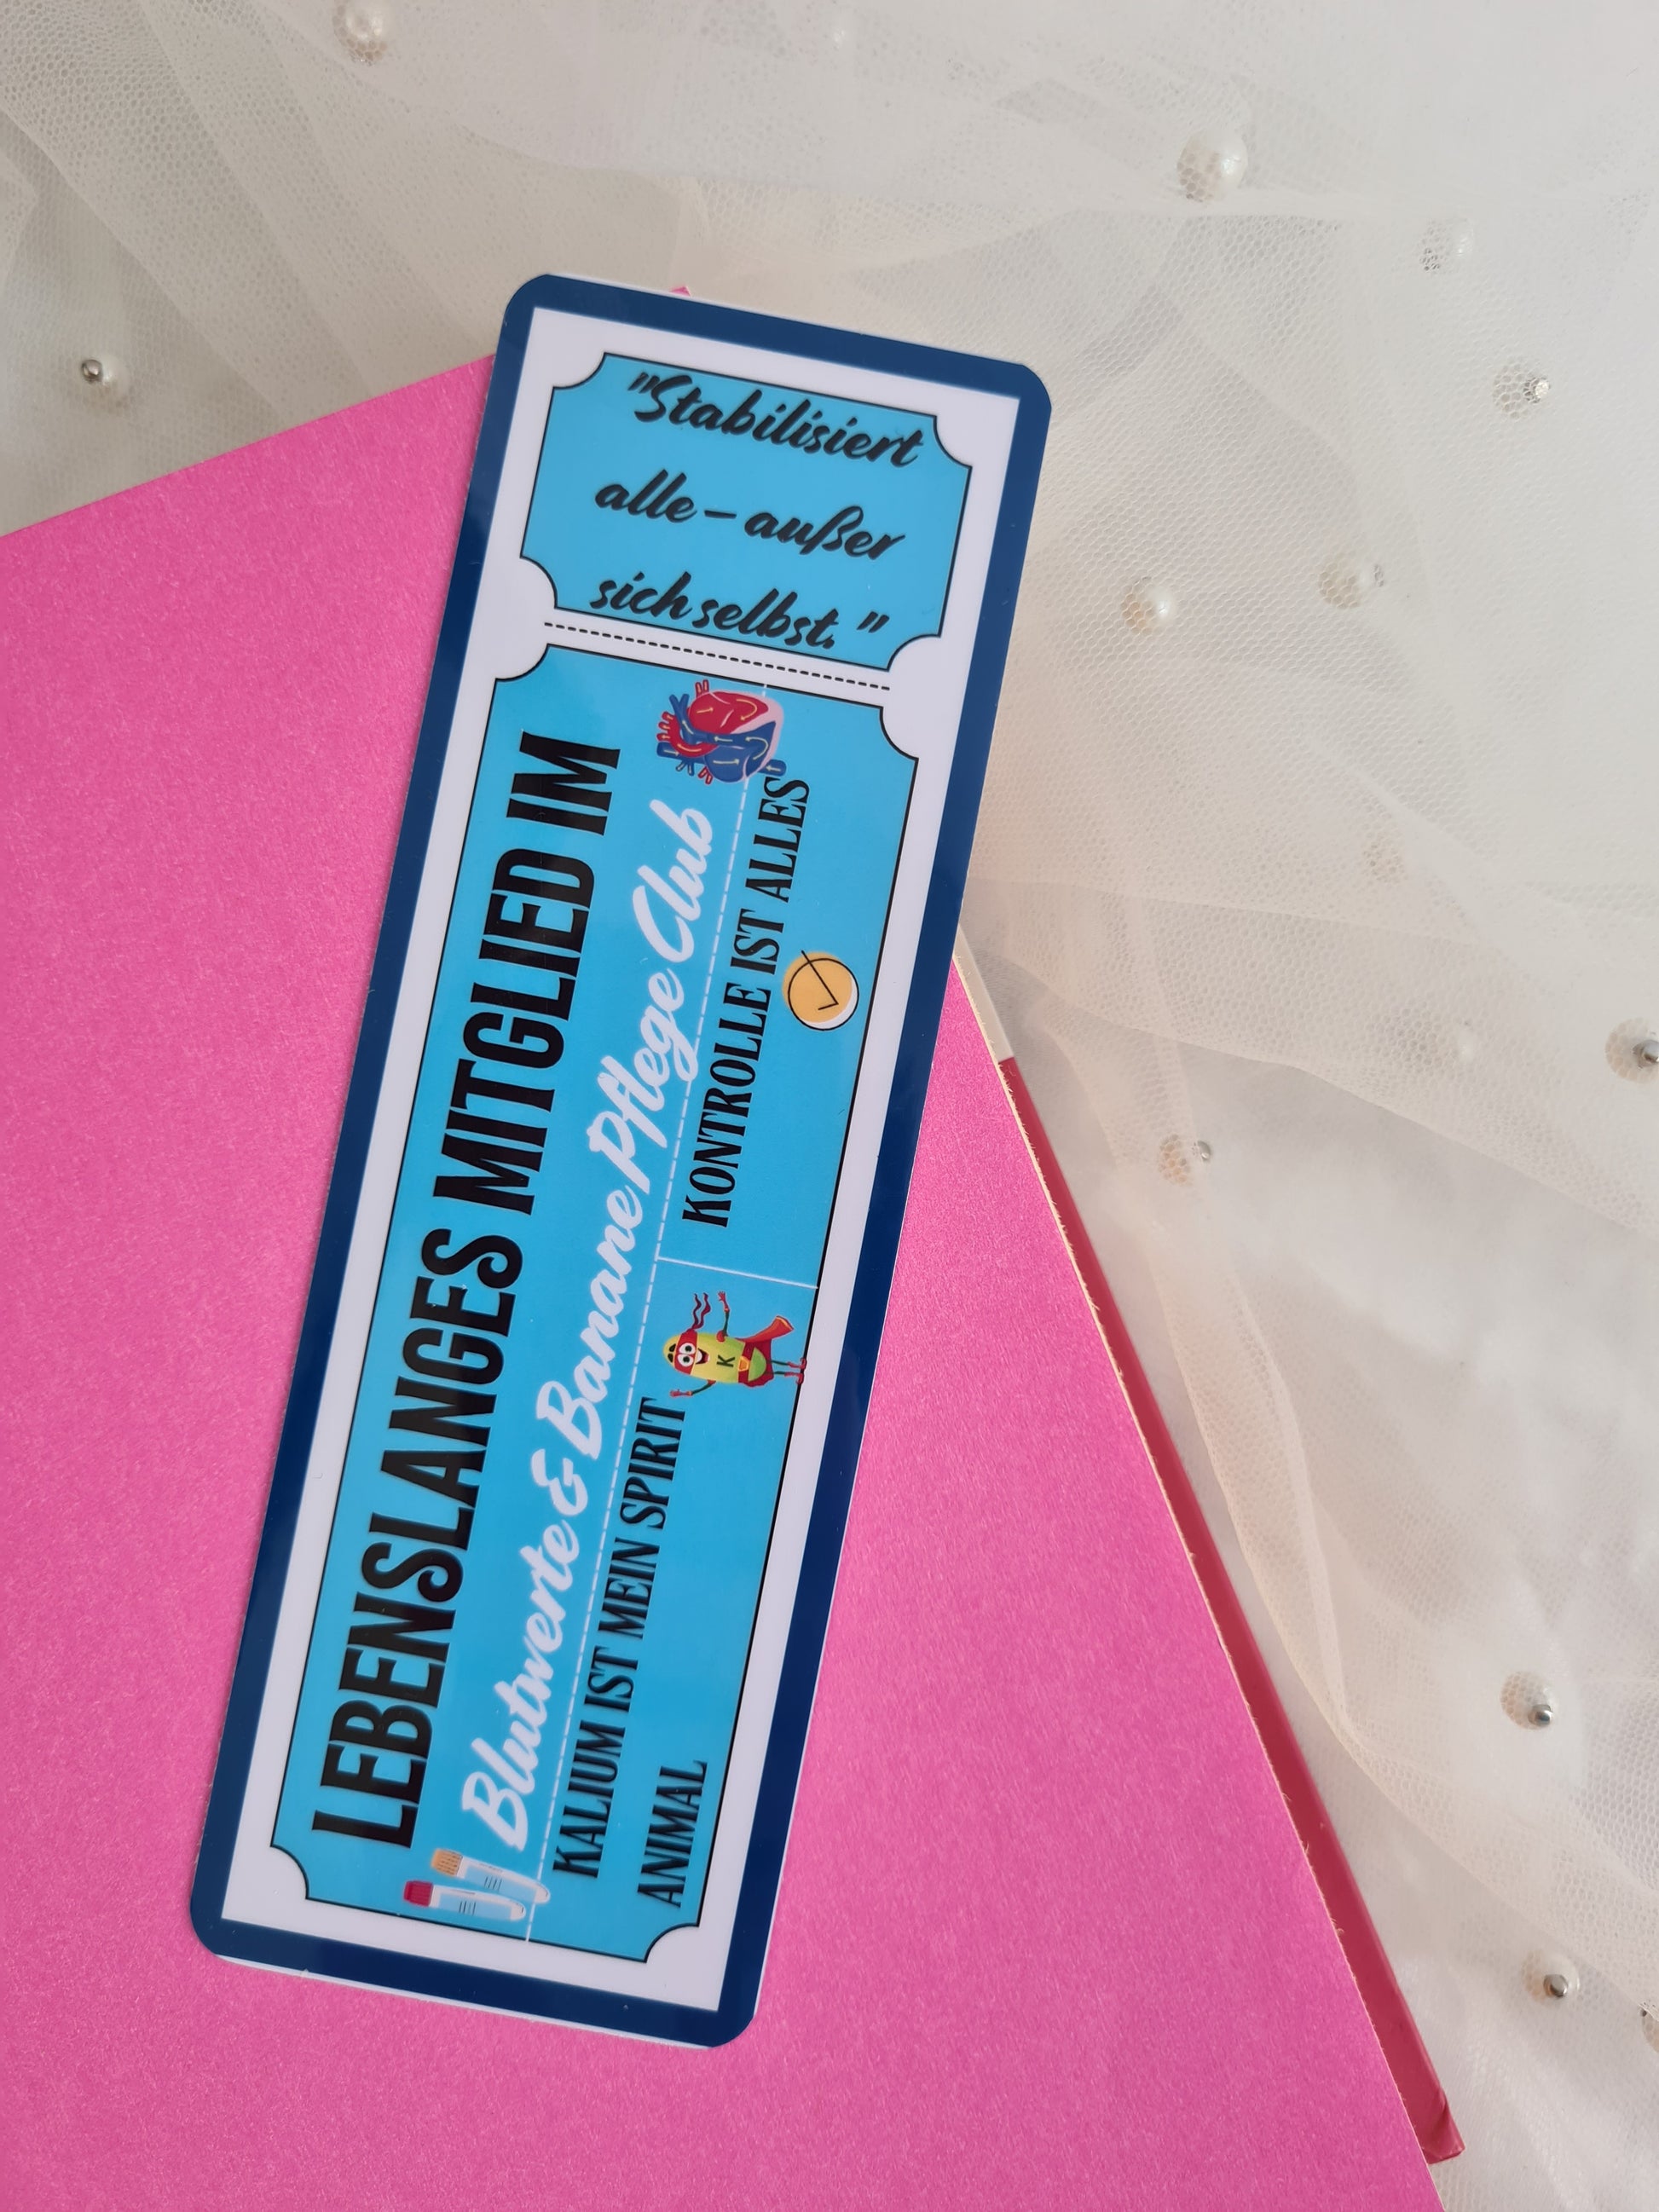 "Stabilisiert
alle – außer
sich selbst."
LEBENSLANGES MITGLIED IM
Blutwerte & Banane Pflege Club
KALIUM IST MEIN SPIRIT
ANIMAL
K
KONTROLLE IST ALLES